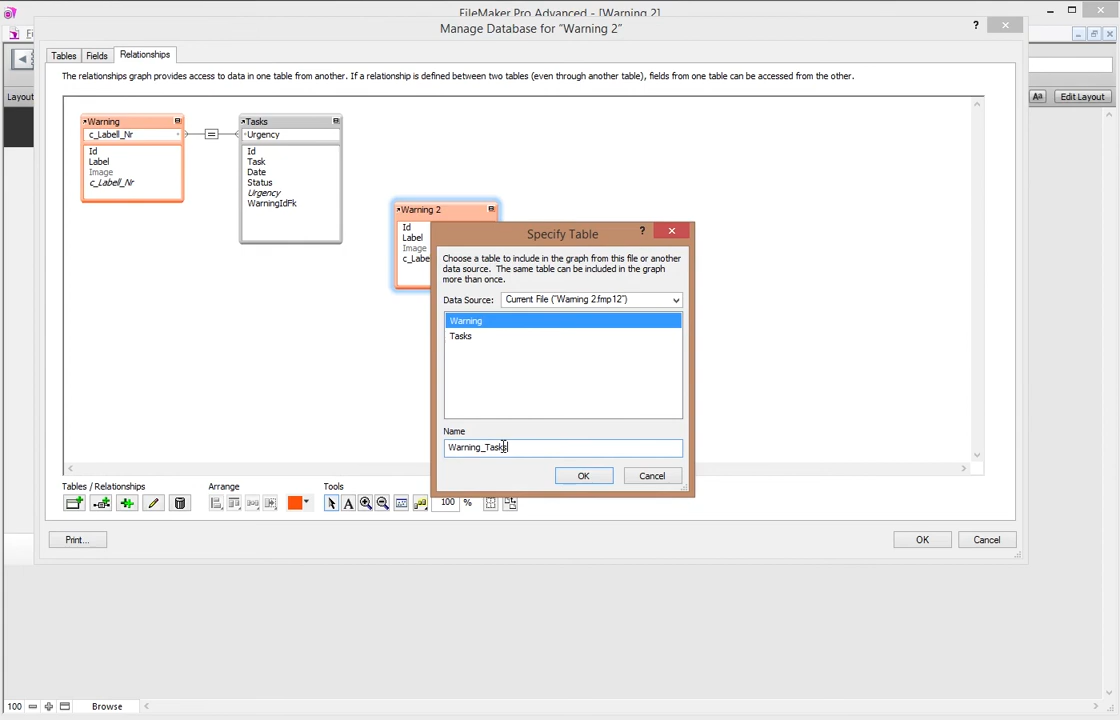 FileMaker Pro Advanced - [Warning 2]
Manage Database for "Warning 2"
?
Tables Fields Relationships
The relationships graph provides access to data in one table from another. If a relationship is defined between two tables (even through another table), fields from one table can be accessed from the other.
Layout
Aa Edit Layout
Warning
c_Labell_Nr
Id
Label
Image
c_Labell_Nr
=
Tasks
Urgency
Id
Task
Date
Status
Urgency
WarningIdFk
Warning 2
Id
Label
Image
c_Labe
Specify Table
?
Choose a table to include in the graph from this file or another
data source. The same table can be included in the graph
more than once.
Data Source: Current File ("Warning 2.fmp12")
Warning
Tasks
Name
Warning_Tasks
OK Cancel
Tables / Relationships Arrange Tools
A 100 %
Print... OK Cancel
100 Browse